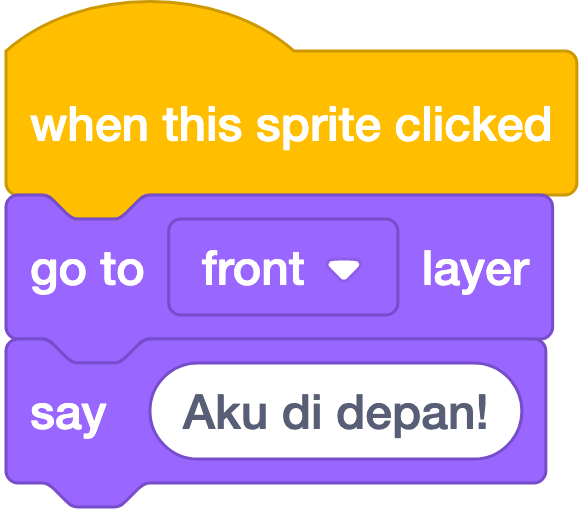 when this sprite clicked
go to front layer
say Aku di depan!